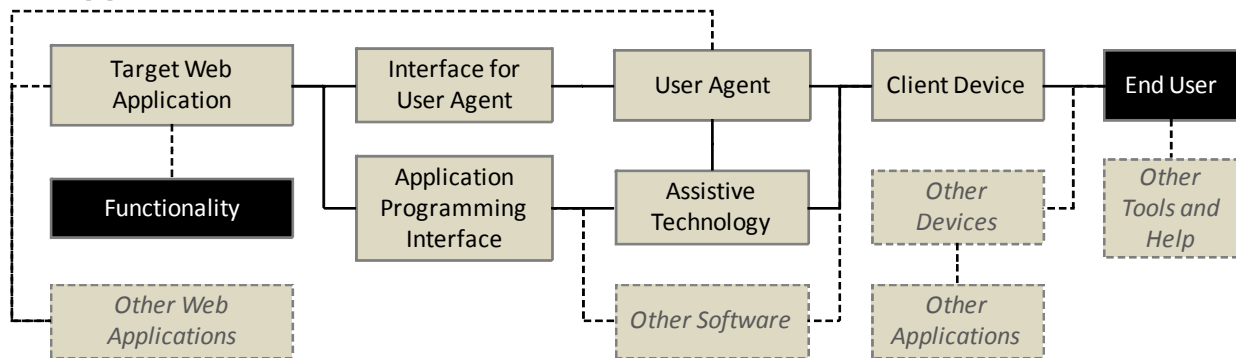 Target Web
Application
Interface for
User Agent
User Agent
Client Device
End User
Functionality
Application
Programming
Interface
Assistive
Technology
Other
Devices
Other
Tools and
Help
Other Web
Applications
Other Software
Other
Applications